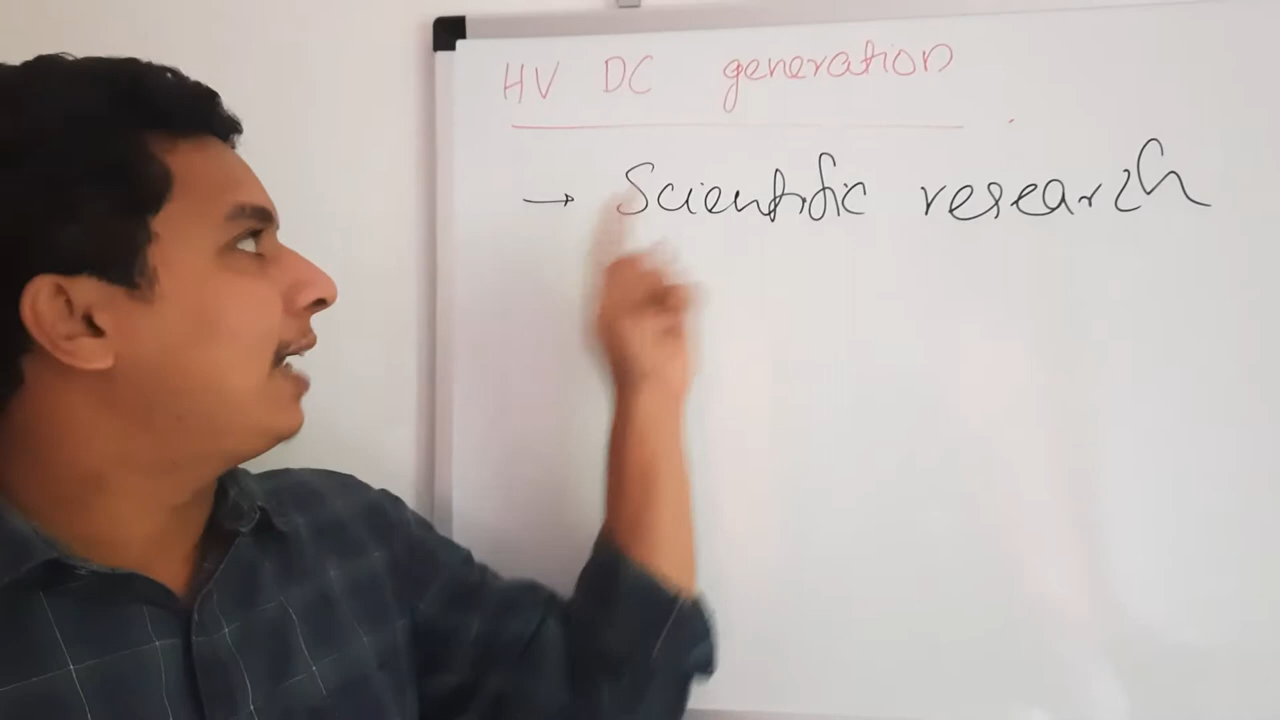 HV DC generation
→ Scientific research